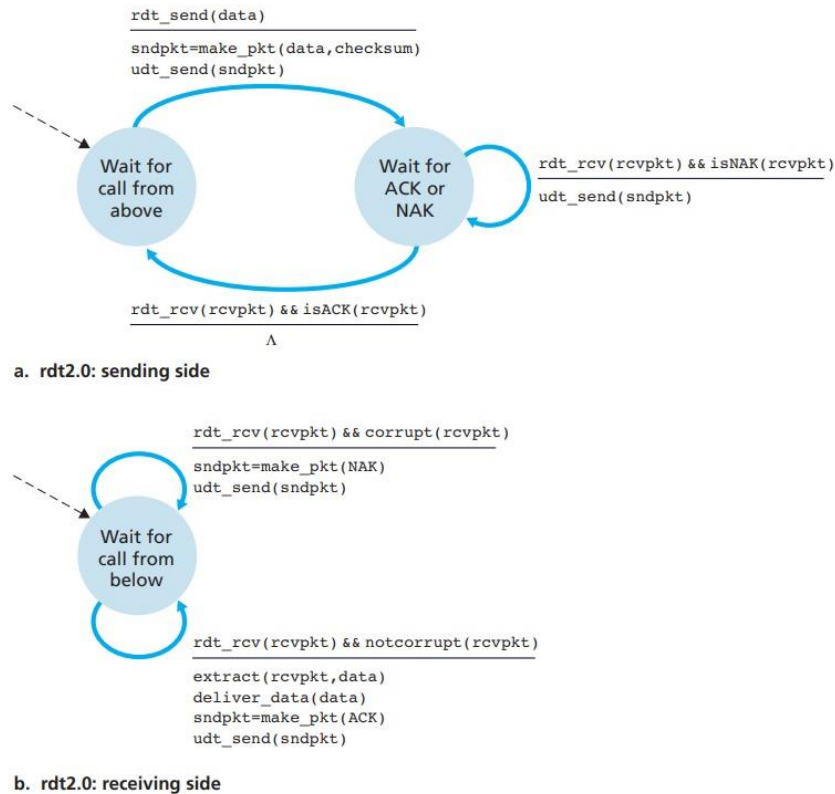 rdt_send(data)
sndpkt=make_pkt(data,checksum)
udt_send(sndpkt)
Wait for
call from
above
Wait for
ACK or
NAK
rdt_rcv(rcvpkt) && isNAK(rcvpkt)
udt_send(sndpkt)
rdt_rcv(rcvpkt) && isACK(rcvpkt)
Λ
a. rdt2.0: sending side
rdt_rcv(rcvpkt) && corrupt(rcvpkt)
sndpkt=make_pkt(NAK)
udt_send(sndpkt)
Wait for
call from
below
rdt_rcv(rcvpkt) && notcorrupt(rcvpkt)
extract(rcvpkt,data)
deliver_data(data)
sndpkt=make_pkt(ACK)
udt_send(sndpkt)
b. rdt2.0: receiving side